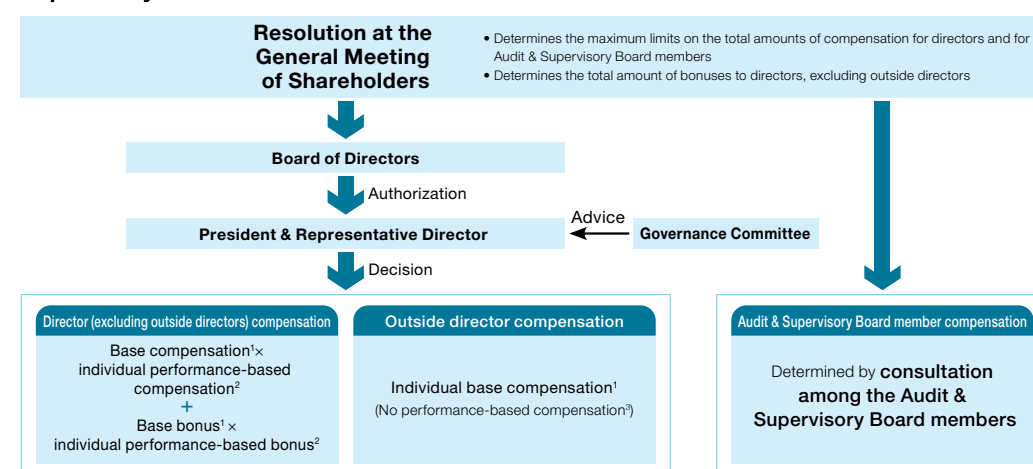 Resolution at the
General Meeting
of Shareholders
• Determines the maximum limits on the total amounts of compensation for directors and for
Audit & Supervisory Board members
• Determines the total amount of bonuses to directors, excluding outside directors
Board of Directors
Authorization
President & Representative Director
Advice
Governance Committee
Decision
Director (excluding outside directors) compensation
Base compensation¹×
individual performance-based
compensation²
+
Base bonus¹×
individual performance-based bonus²
Outside director compensation
Individual base compensation¹
(No performance-based compensation³)
Audit & Supervisory Board member compensation
Determined by consultation
among the Audit &
Supervisory Board members